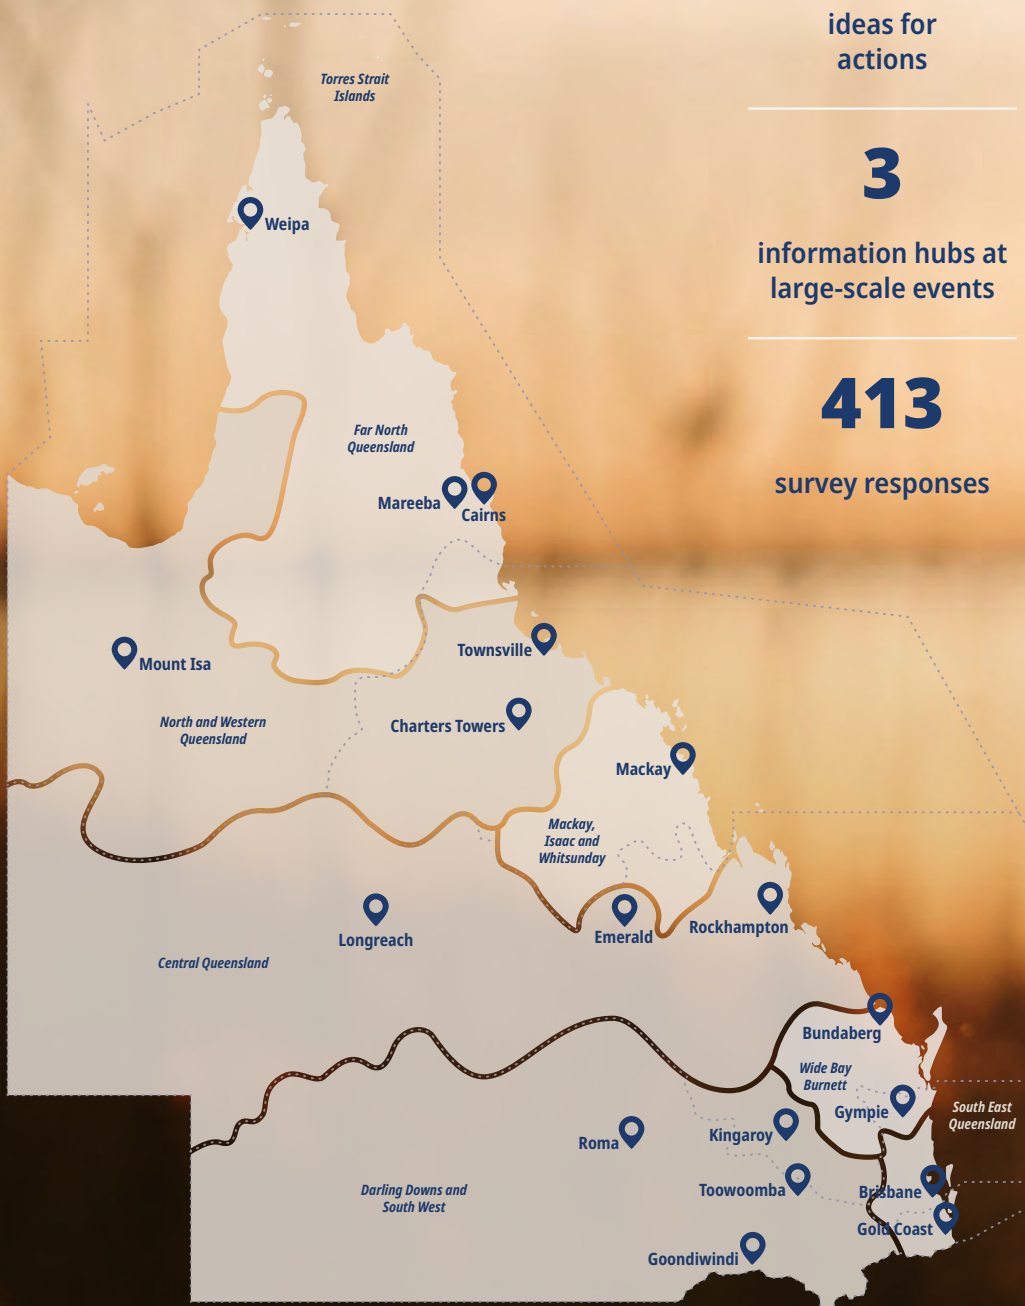 ideas for
actions
3
information hubs at
large-scale events
413
survey responses
Torres Strait
Islands
Weipa
Far North
Queensland
Mareeba
Cairns
Mount Isa
Townsville
North and Western
Queensland
Charters Towers
Mackay
Mackay,
Isaac and
Whitsunday
Longreach
Emerald
Rockhampton
Central Queensland
Bundaberg
Wide Bay
Burnett
Gympie
South East
Queensland
Roma
Kingaroy
Toowoomba
Brisbane
Darling Downs and
South West
Gold Coast
Goondiwindi